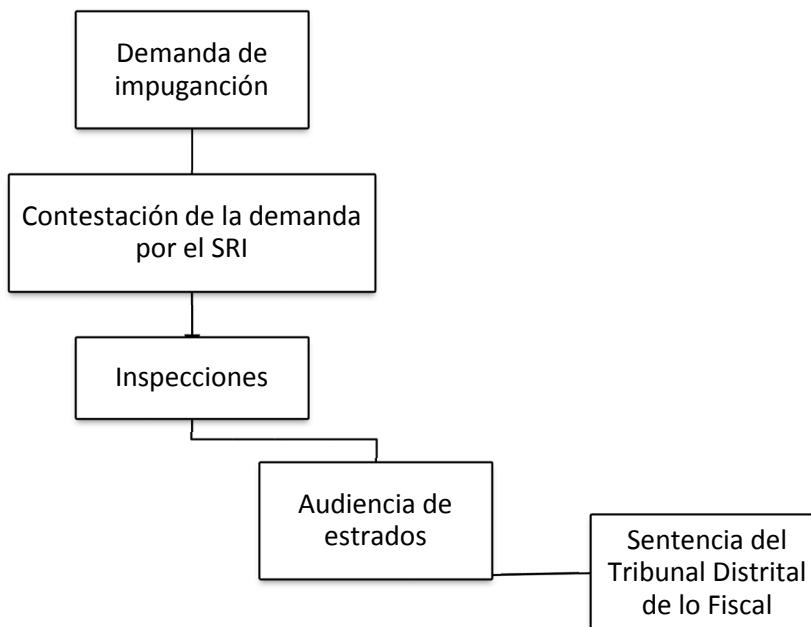 Demanda de
impuganción
Contestación de la demanda
por el SRI
Inspecciones
Audiencia de
estrados
Sentencia del
Tribunal Distrital
de lo Fiscal